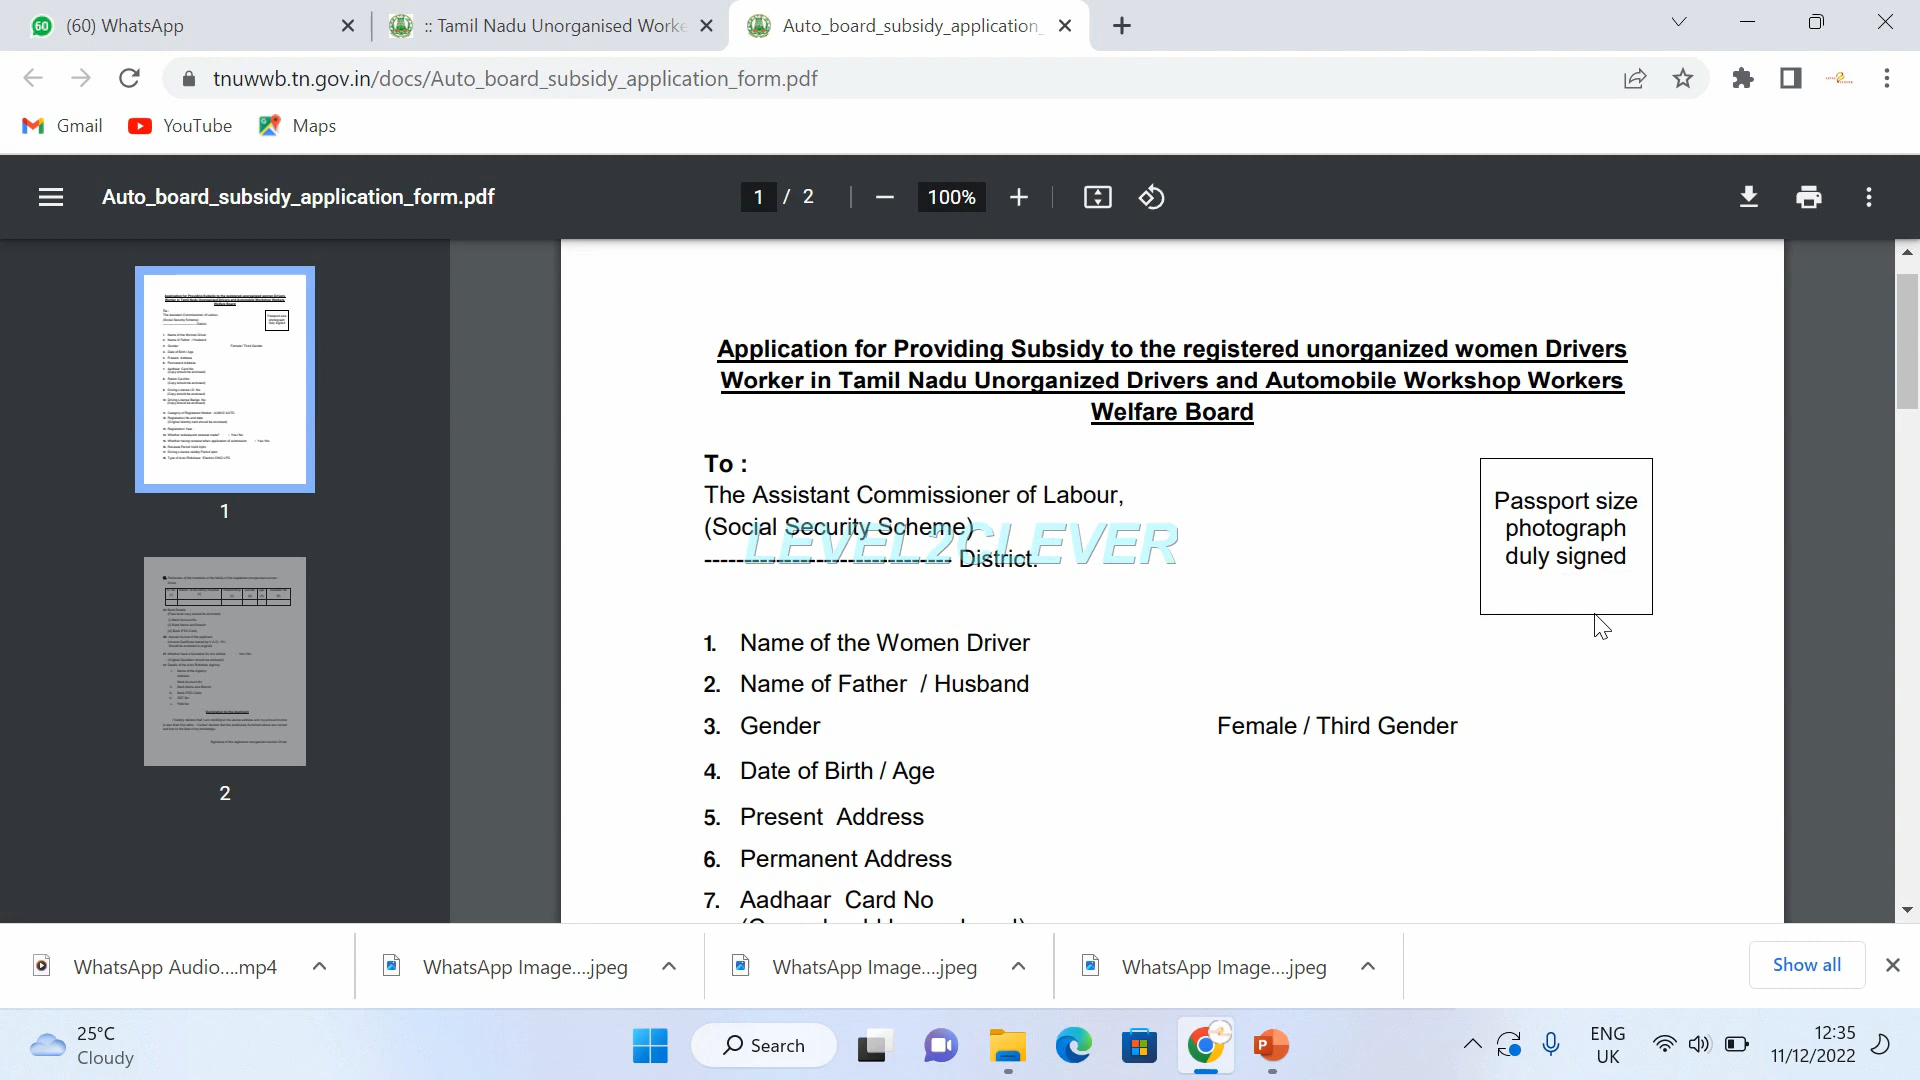 60 (60) WhatsApp
:: Tamil Nadu Unorganised Worke
Auto_board_subsidy_application_
tnuwwb.tn.gov.in/docs/Auto_board_subsidy_application_form.pdf
Gmail
YouTube
Maps
Auto_board_subsidy_application_form.pdf
1 / 2
100%
Application for Providing Subsidy to the registered unorganized women Drivers
Worker in Tamil Nadu Unorganized Drivers and Automobile Workshop Workers
Welfare Board
To :
The Assistant Commissioner of Labour,
(Social Security Scheme)
------------------------------- District.
LEVEL2CLEVER
Passport size
photograph
duly signed
1. Name of the Women Driver
2. Name of Father / Husband
3. Gender Female / Third Gender
4. Date of Birth / Age
5. Present Address
6. Permanent Address
7. Aadhaar Card No
1
2
WhatsApp Audio....mp4
WhatsApp Image....jpeg
WhatsApp Image....jpeg
WhatsApp Image....jpeg
Show all
25°C
Cloudy
Search
ENG
UK
12:35
11/12/2022